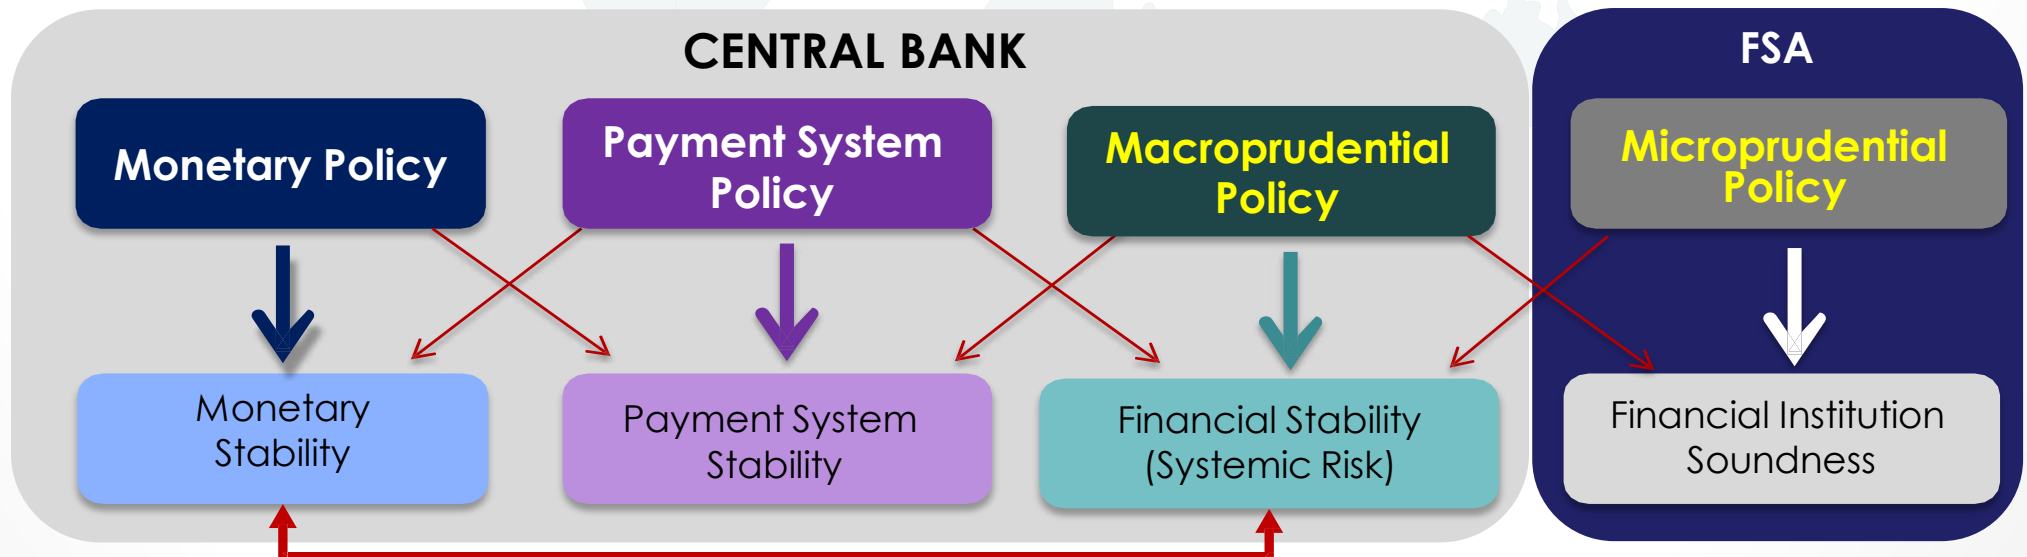 CENTRAL BANK
FSA
Monetary Policy
Payment System
Policy
Macroprudential
Policy
Microprudential
Policy
Monetary
Stability
Payment System
Stability
Financial Stability
(Systemic Risk)
Financial Institution
Soundness